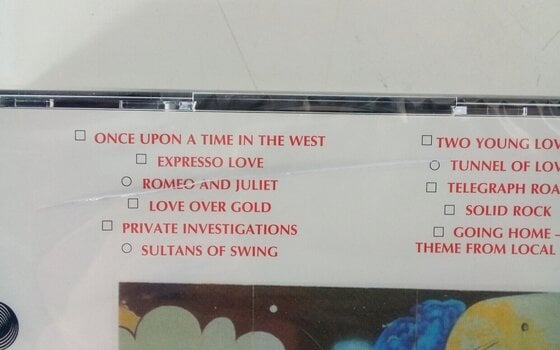 ONCE UPON A TIME IN THE WEST
EXPRESSO LOVE
ROMEO AND JULIET
LOVE OVER GOLD
PRIVATE INVESTIGATIONS
SULTANS OF SWING
TWO YOUNG LOV
TUNNEL OF LOV
TELEGRAPH ROA
SOLID ROCK
GOING HOME –
THEME FROM LOCAL